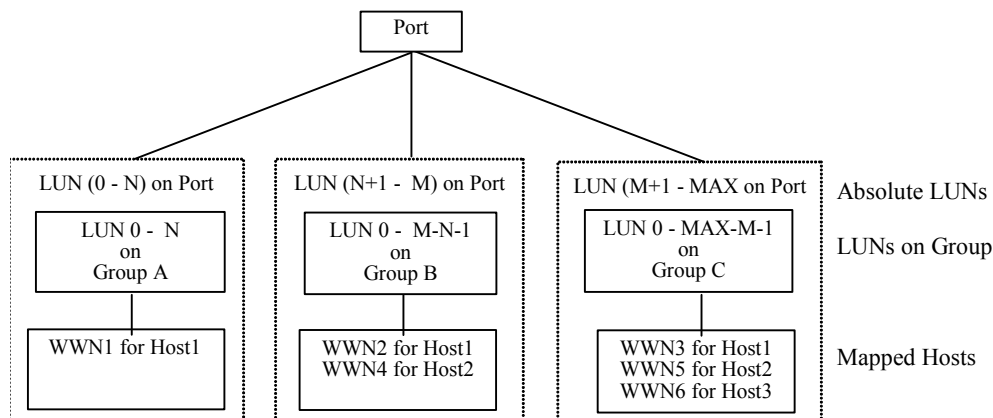 Port
LUN (0 - N) on Port
LUN (N+1 - M) on Port
LUN (M+1 - MAX on Port
Absolute LUNs
LUN 0 - N
on
Group A
LUN 0 - M-N-1
on
Group B
LUN 0 - MAX-M-1
on
Group C
LUNs on Group
WWN1 for Host1
WWN2 for Host1
WWN4 for Host2
WWN3 for Host1
WWN5 for Host2
WWN6 for Host3
Mapped Hosts